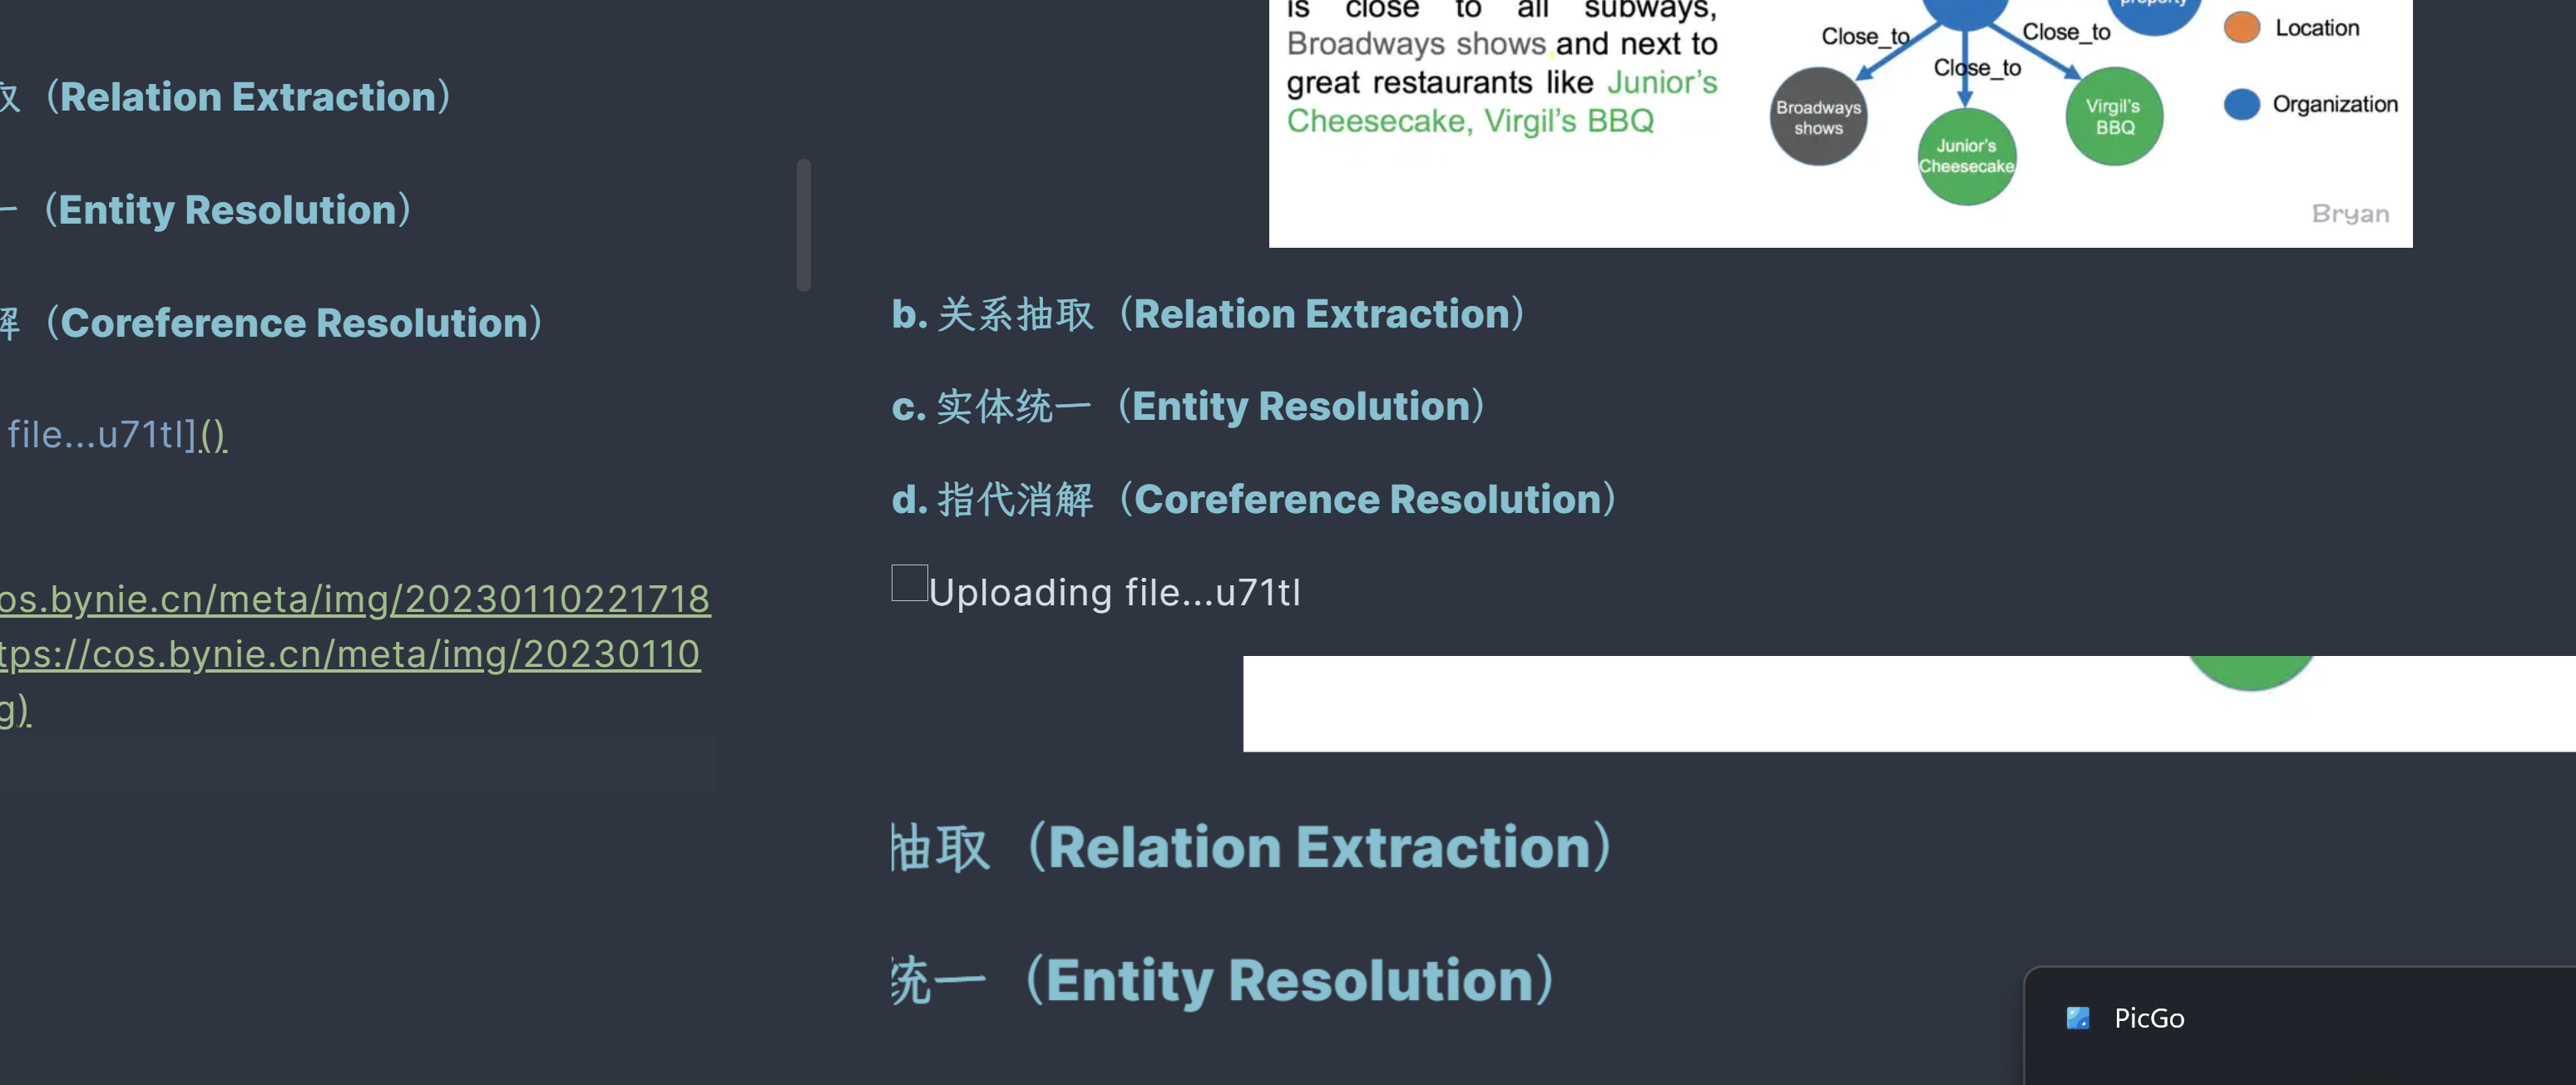 取（Relation Extraction）
一（Entity Resolution）
解（Coreference Resolution）
file...u71tl]()
os.bynie.cn/meta/img/20230110221718
tps://cos.bynie.cn/meta/img/20230110
g)
is close to all subways,
Broadways shows and next to
great restaurants like Junior's
Cheesecake, Virgil's BBQ
property
Close_to
Close_to
Close_to
Broadways
shows
Junior's
Cheesecake
Virgil's
BBQ
Location
Organization
Bryan
b. 关系抽取（Relation Extraction）
c. 实体统一（Entity Resolution）
d. 指代消解（Coreference Resolution）
Uploading file...u71tl
抽取（Relation Extraction）
统一（Entity Resolution）
PicGo